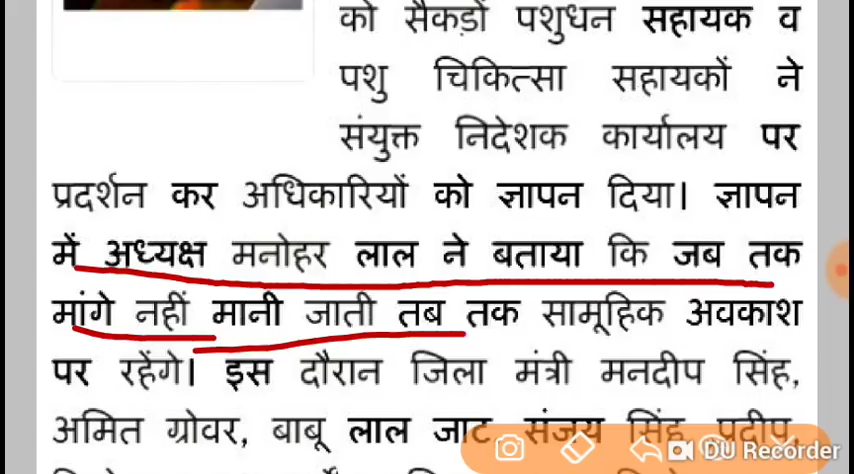 को सैकड़ों पशुधन सहायक व
पशु चिकित्सा सहायकों ने
संयुक्त निदेशक कार्यालय पर
प्रदर्शन कर अधिकारियों को ज्ञापन दिया। ज्ञापन
में अध्यक्ष मनोहर लाल ने बताया कि जब तक
मांगे नहीं मानी जाती तब तक सामूहिक अवकाश
पर रहेंगे। इस दौरान जिला मंत्री मनदीप सिंह,
अमित ग्रोवर, बाबू लाल जाट संजय सिंह प्रदीप
DU Recorder